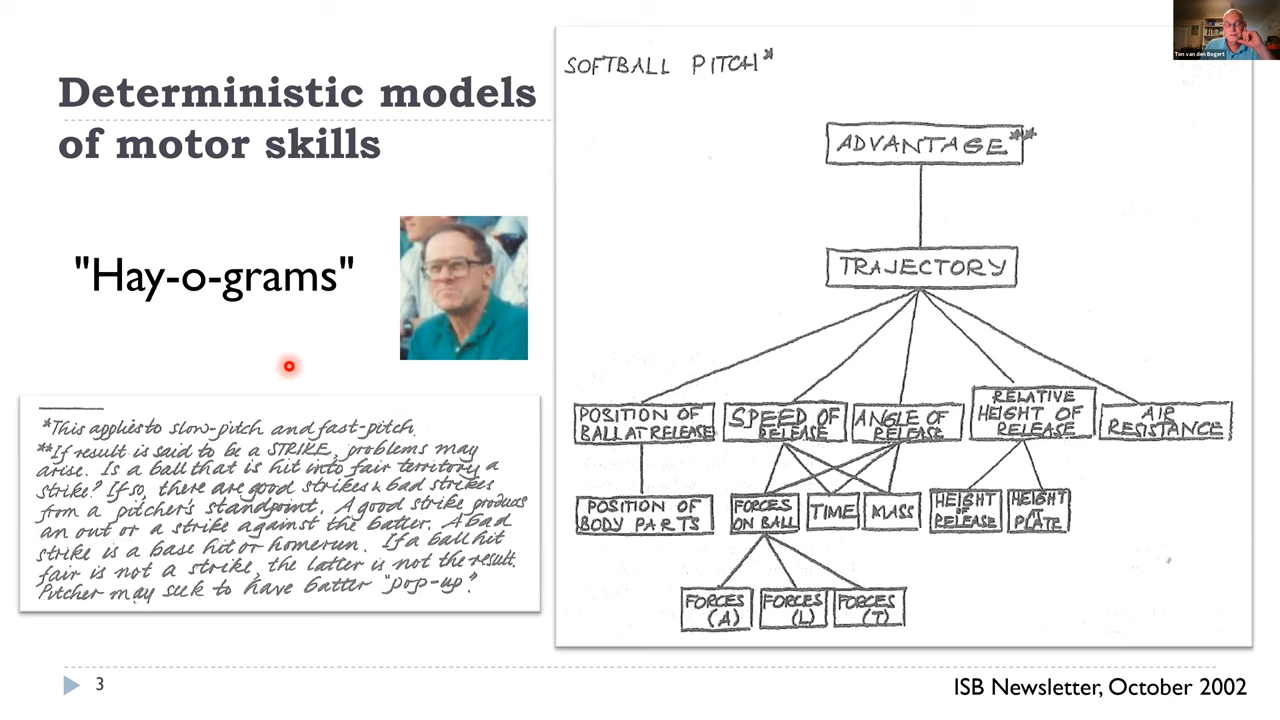 Deterministic models
of motor skills
"Hay-o-grams"
*This applies to slow-pitch and fast-pitch.
**If result is said to be a STRIKE, problems may
arise. Is a ball that is hit into fair territory a
strike? If so, there are good strikes & bad strikes
from a pitcher's standpoint. A good strike produces
an out or a strike against the batter. A bad
strike is a base hit or homerun. If a ball hit
fair is not a strike, the latter is not the result.
Pitcher may seek to have batter "pop-up".
SOFTBALL PITCH*
ADVANTAGE**
TRAJECTORY
POSITION OF
BALL AT RELEASE
SPEED OF
RELEASE
ANGLE OF
RELEASE
RELATIVE
HEIGHT OF
RELEASE
AIR
RESISTANCE
POSITION OF
BODY PARTS
FORCES
ON BALL
TIME
MASS
HEIGHT
OF
RELEASE
HEIGHT
AT
PLATE
FORCES
(A)
FORCES
(L)
FORCES
(T)
Ton van den Bogert
3
ISB Newsletter, October 2002